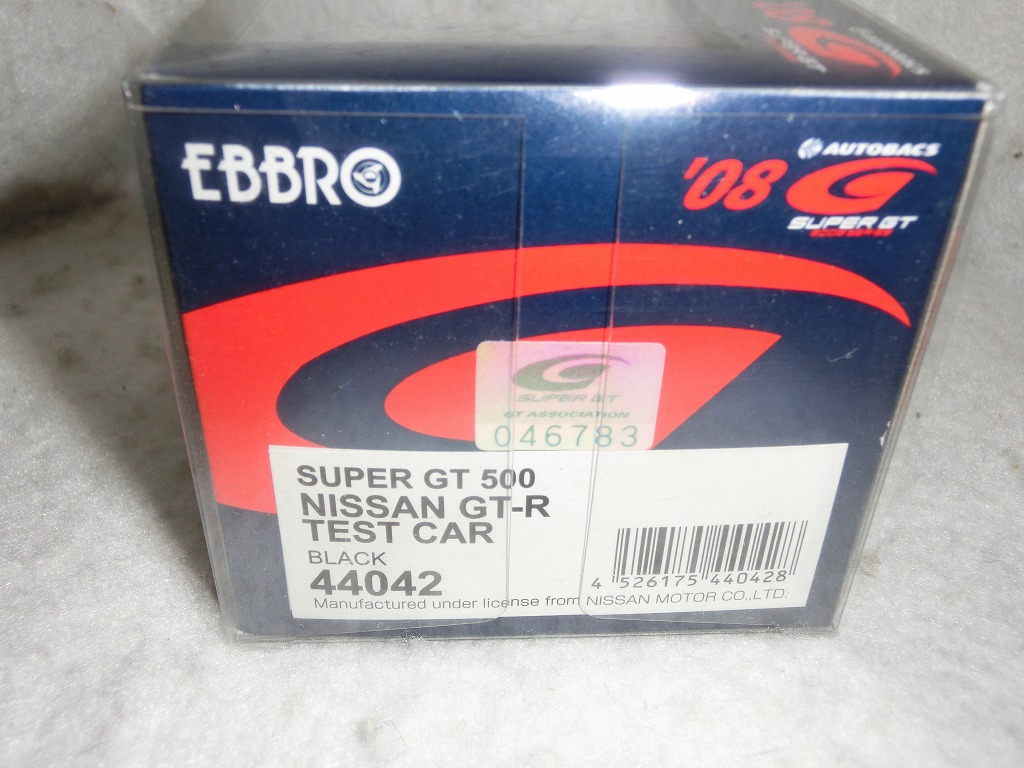 '08
EBBRO
'08
AUTOBACS
SUPER GT
SUPER GT
GT ASSOCIATION
046783
SUPER GT 500
NISSAN GT-R
TEST CAR
BLACK
44042
4 526175 440428
Manufactured under license from NISSAN MOTOR CO.,LTD.